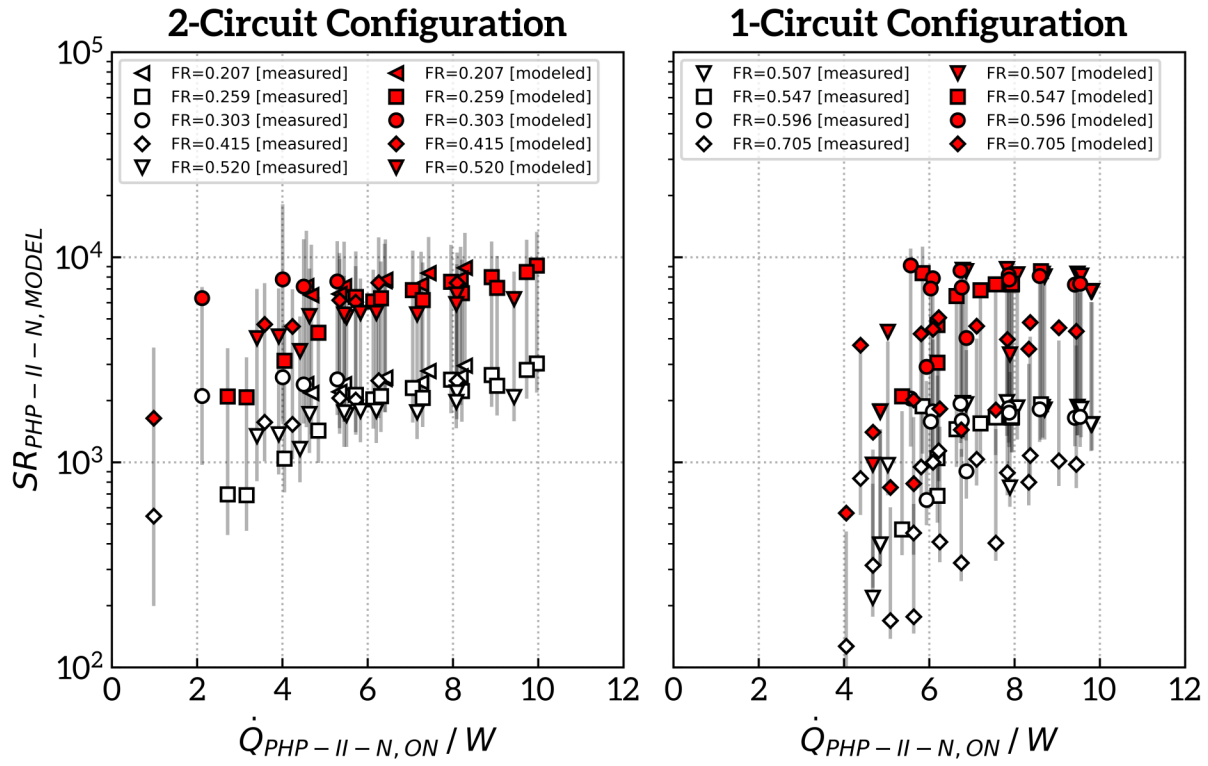 2-Circuit Configuration
1-Circuit Configuration
10^5
10^4
10^3
10^2
SR_{PHP-II-N, MODEL}
FR=0.207 [measured] FR=0.207 [modeled]
FR=0.259 [measured] FR=0.259 [modeled]
FR=0.303 [measured] FR=0.303 [modeled]
FR=0.415 [measured] FR=0.415 [modeled]
FR=0.520 [measured] FR=0.520 [modeled]
FR=0.507 [measured] FR=0.507 [modeled]
FR=0.547 [measured] FR=0.547 [modeled]
FR=0.596 [measured] FR=0.596 [modeled]
FR=0.705 [measured] FR=0.705 [modeled]
0 2 4 6 8 10 12
0 2 4 6 8 10 12
Q̇_{PHP-II-N, ON} / W
Q̇_{PHP-II-N, ON} / W